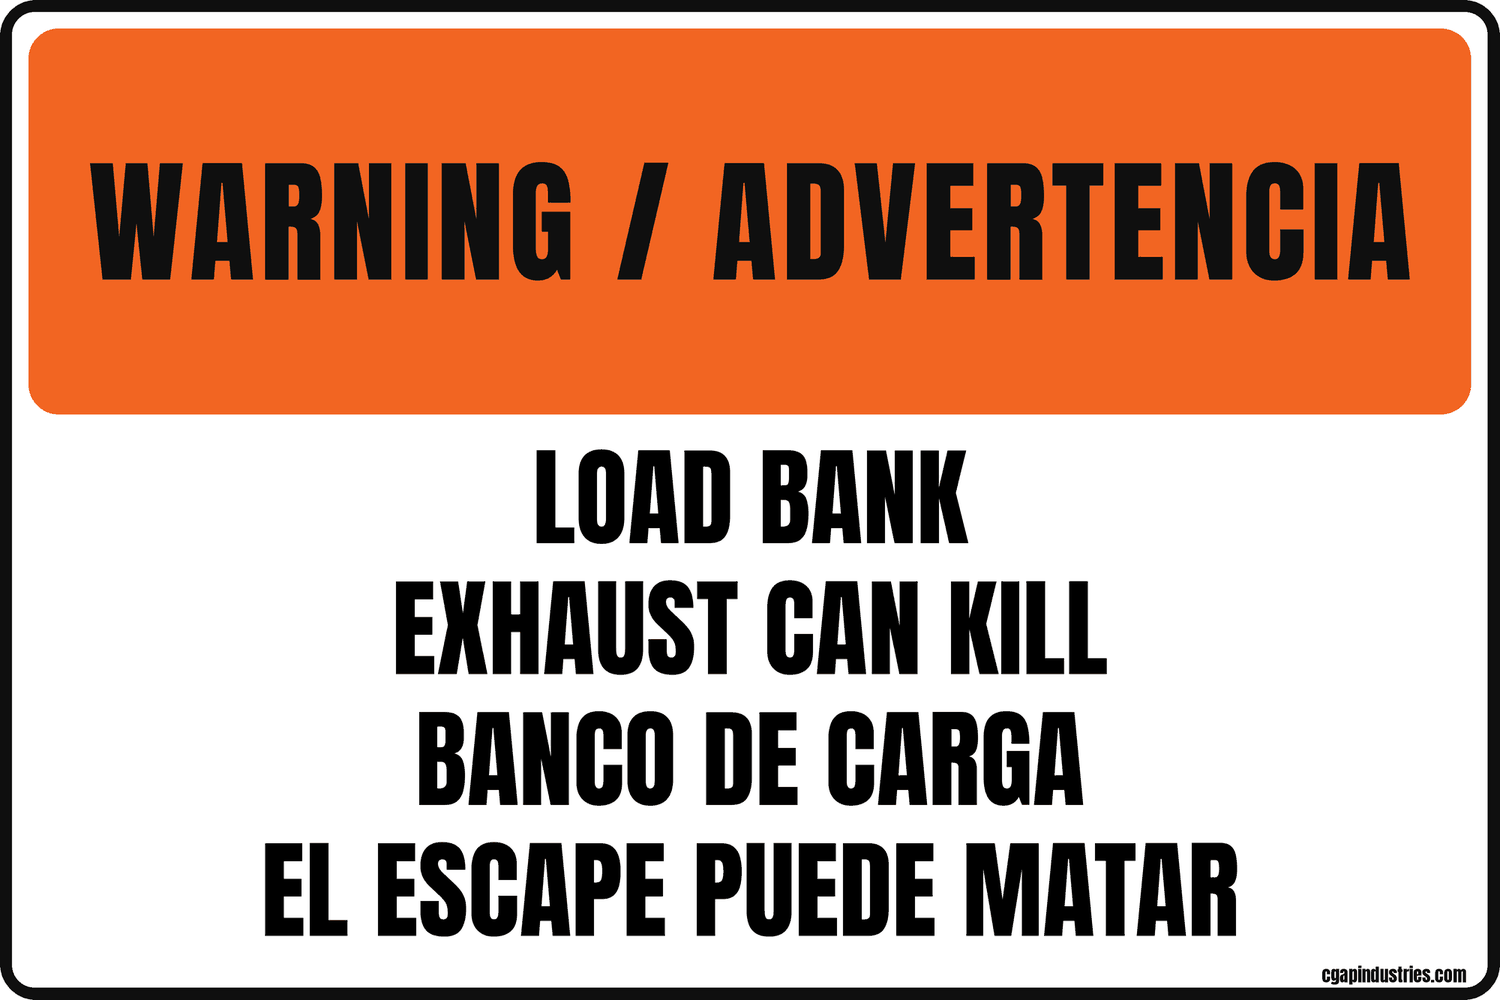 WARNING / ADVERTENCIA
LOAD BANK
EXHAUST CAN KILL
BANCO DE CARGA
EL ESCAPE PUEDE MATAR
cgapindustries.com